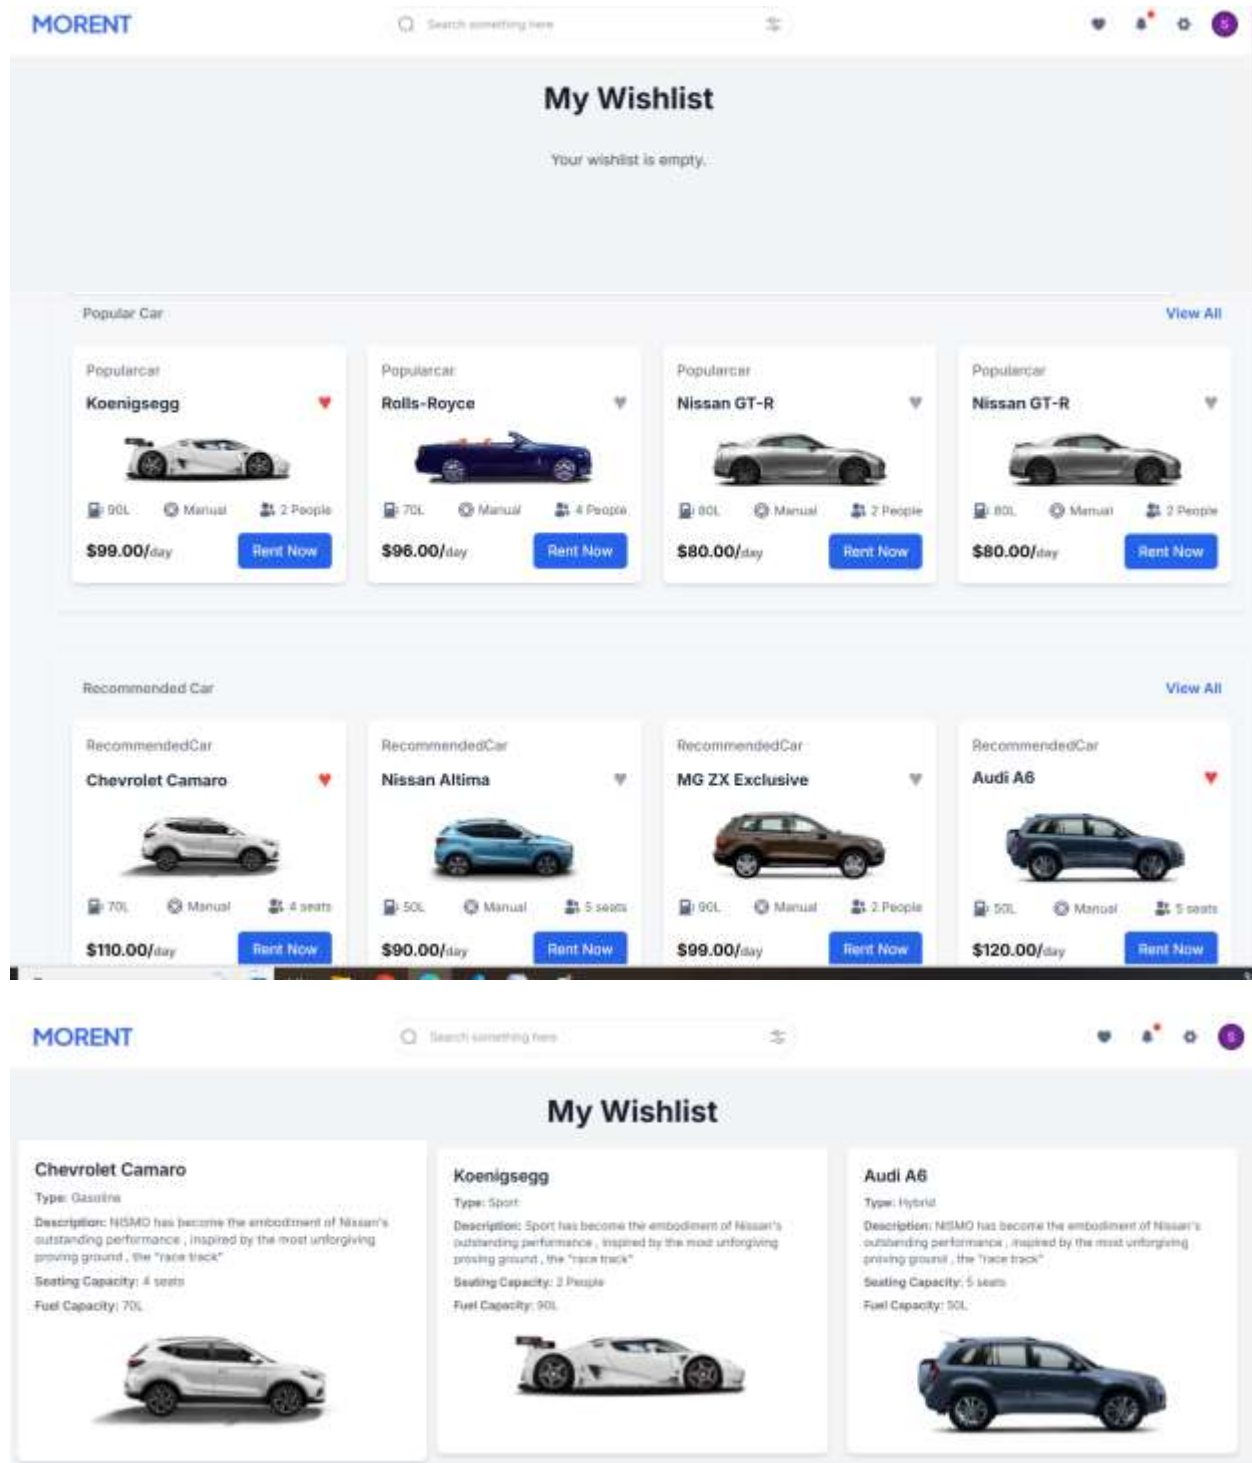 MORENT
Search something here
S
My Wishlist
Your wishlist is empty.
Popular Car
View All
Popularcar
Popularcar
Popularcar
Popularcar
Koenigsegg
Rolls-Royce
Nissan GT-R
Nissan GT-R
90L Manual 2 People
70L Manual 4 People
80L Manual 2 People
80L Manual 2 People
$99.00/day Rent Now
$96.00/day Rent Now
$80.00/day Rent Now
$80.00/day Rent Now
Recommended Car
View All
RecommendedCar
RecommendedCar
RecommendedCar
RecommendedCar
Chevrolet Camaro
Nissan Altima
MG ZX Exclusive
Audi A6
70L Manual 4 seats
50L Manual 5 seats
90L Manual 2 People
50L Manual 5 seats
$110.00/day Rent Now
$90.00/day Rent Now
$99.00/day Rent Now
$120.00/day Rent Now
MORENT
Search something here
S
My Wishlist
Chevrolet Camaro
Type: Gasoline
Description: NISMO has become the embodiment of Nissan's
outstanding performance , inspired by the most unforgiving
proving ground , the "race track"
Seating Capacity: 4 seats
Fuel Capacity: 70L
Koenigsegg
Type: Sport
Description: Sport has become the embodiment of Nissan's
outstanding performance , inspired by the most unforgiving
proving ground , the "race track"
Seating Capacity: 2 People
Fuel Capacity: 90L
Audi A6
Type: Hybrid
Description: NISMO has become the embodiment of Nissan's
outstanding performance , inspired by the most unforgiving
proving ground , the "race track"
Seating Capacity: 5 seats
Fuel Capacity: 50L